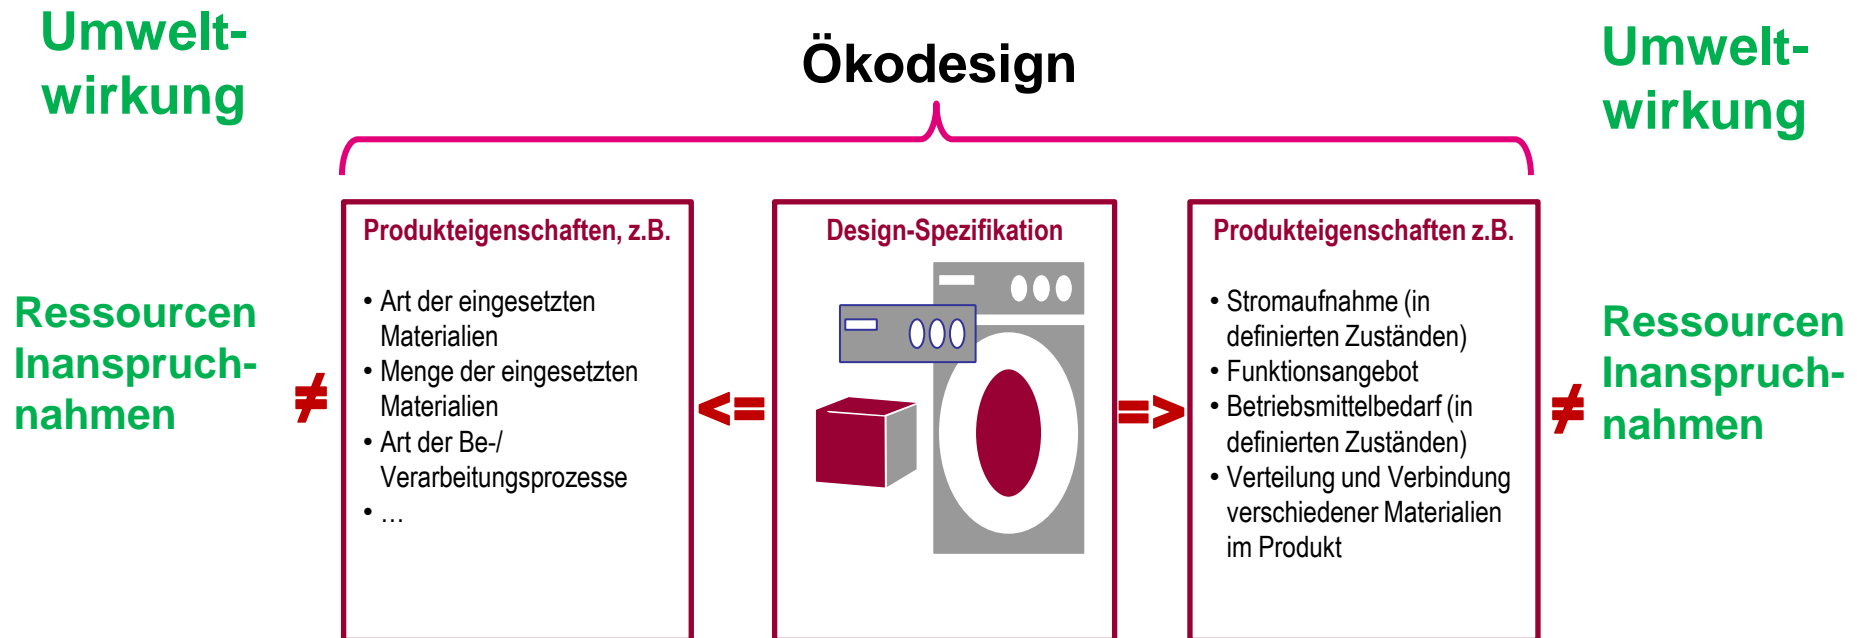 Umwelt-
wirkung
Ökodesign
Umwelt-
wirkung
Ressourcen
Inanspruch-
nahmen
≠
Produkteigenschaften, z.B.
• Art der eingesetzten
Materialien
• Menge der eingesetzten
Materialien
• Art der Be-/
Verarbeitungsprozesse
• …
<=
Design-Spezifikation
=>
Produkteigenschaften z.B.
• Stromaufnahme (in
definierten Zuständen)
• Funktionsangebot
• Betriebsmittelbedarf (in
definierten Zuständen)
• Verteilung und Verbindung
verschiedener Materialien
im Produkt
≠
Ressourcen
Inanspruch-
nahmen